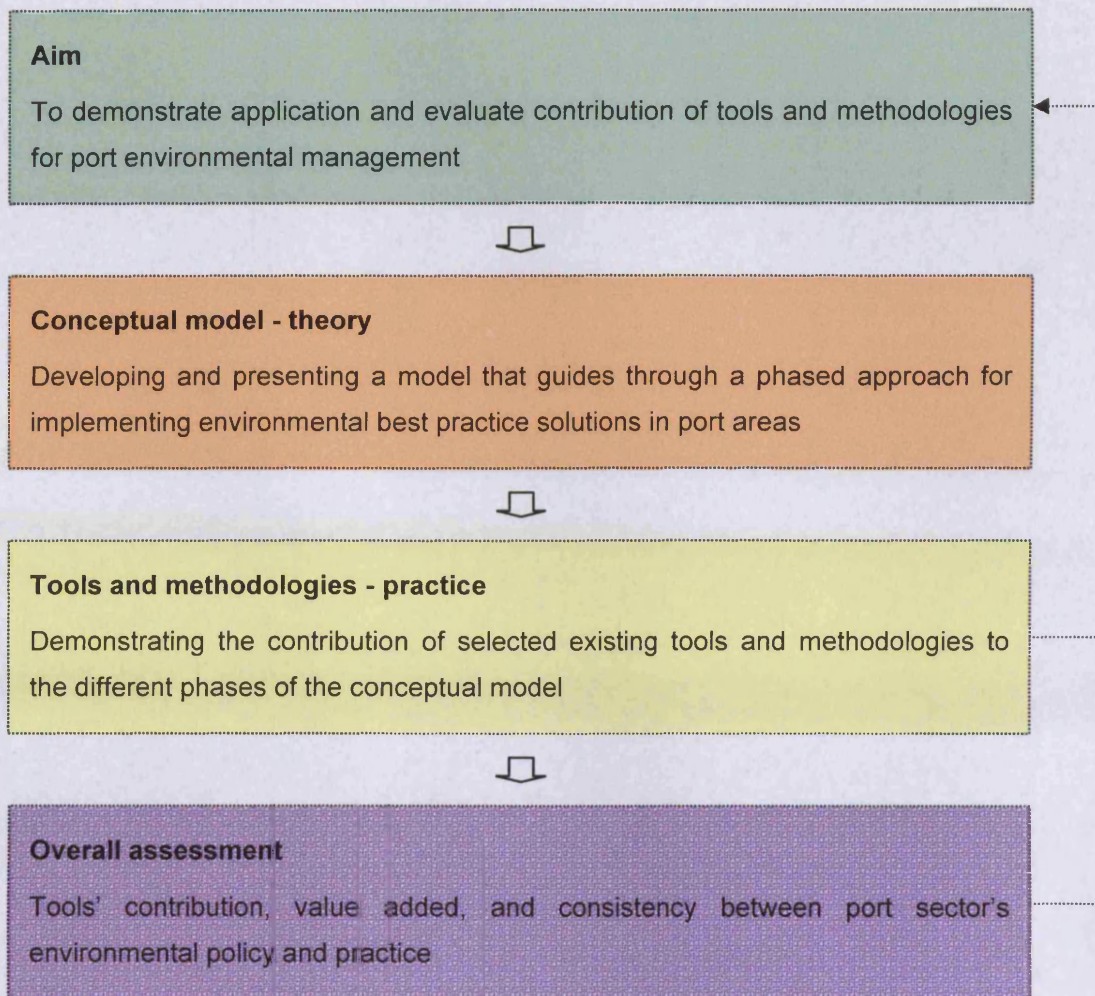 Aim
To demonstrate application and evaluate contribution of tools and methodologies
for port environmental management
Conceptual model - theory
Developing and presenting a model that guides through a phased approach for
implementing environmental best practice solutions in port areas
Tools and methodologies - practice
Demonstrating the contribution of selected existing tools and methodologies to
the different phases of the conceptual model
Overall assessment
Tools' contribution, value added, and consistency between port sector's
environmental policy and practice